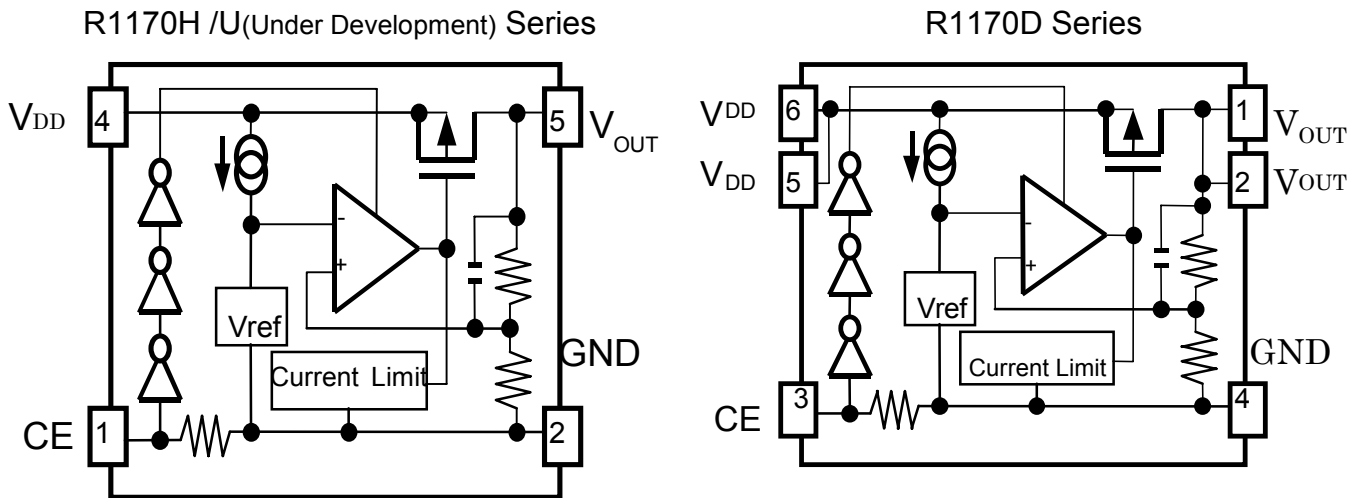 R1170H /U(Under Development) Series
VDD
4
5
VOUT
-
+
Vref
Current Limit
GND
CE
1
2
R1170D Series
VDD
6
1
VOUT
VDD
5
2
VOUT
-
+
Vref
Current Limit
GND
CE
3
4